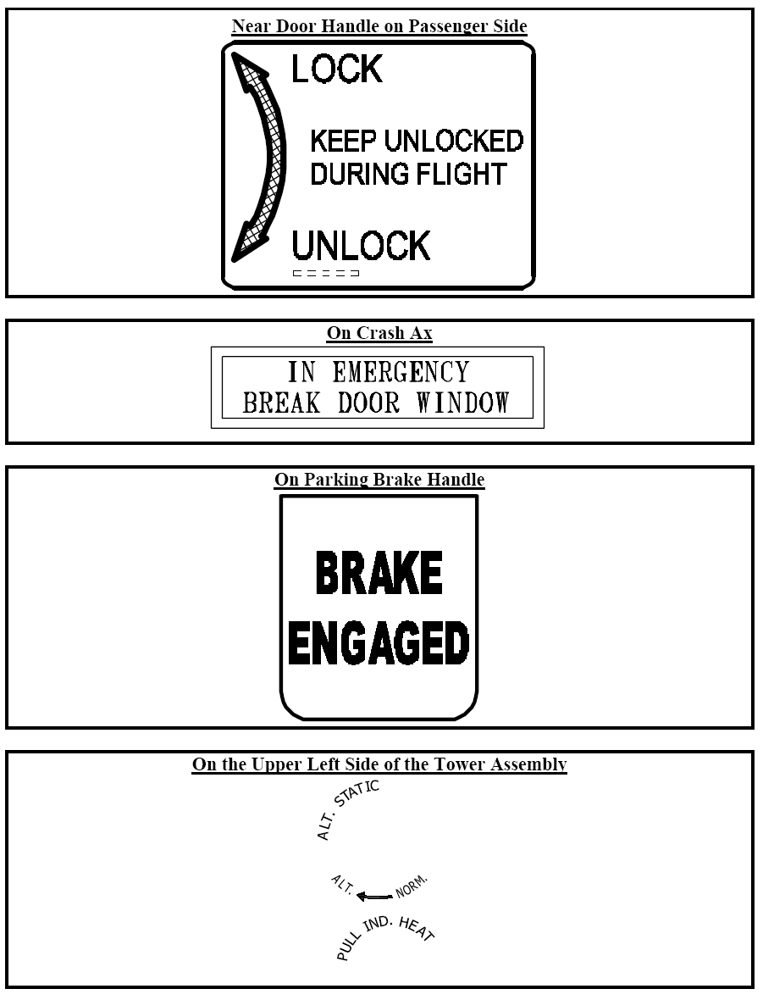 Near Door Handle on Passenger Side
LOCK
KEEP UNLOCKED
DURING FLIGHT
UNLOCK
On Crash Ax
IN EMERGENCY
BREAK DOOR WINDOW
On Parking Brake Handle
BRAKE
ENGAGED
On the Upper Left Side of the Tower Assembly
ALT. STATIC
ALT. NORM.
PULL IND. HEAT